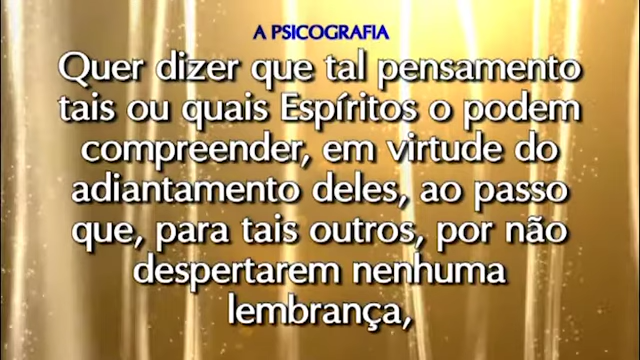 A PSICOGRAFIA
Quer dizer que tal pensamento
tais ou quais Espíritos o podem
compreender, em virtude do
adiantamento deles, ao passo
que, para tais outros, por não
despertarem nenhuma
lembrança,